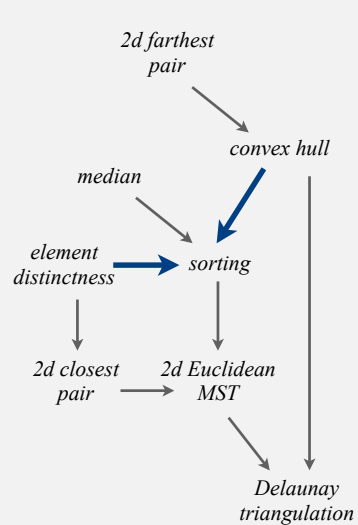 2d farthest
pair
convex hull
median
element
distinctness
sorting
2d closest
pair
2d Euclidean
MST
Delaunay
triangulation